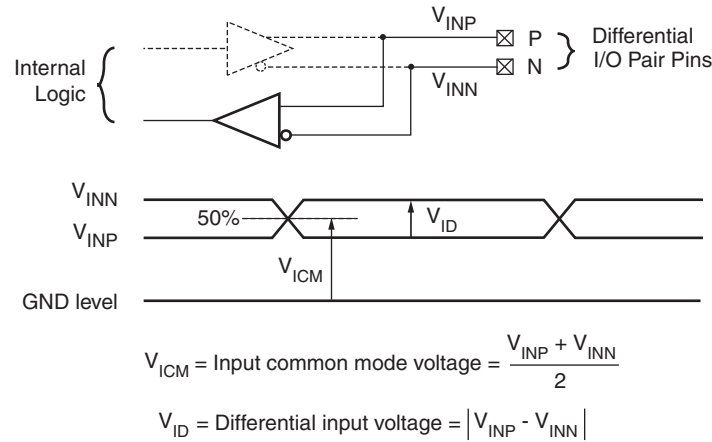 V_INP
P
Differential
I/O Pair Pins
N
V_INN
Internal
Logic
V_INN
50%
V_ID
V_INP
V_ICM
GND level
V_ICM = Input common mode voltage = (V_INP + V_INN) / 2
V_ID = Differential input voltage = |V_INP - V_INN|